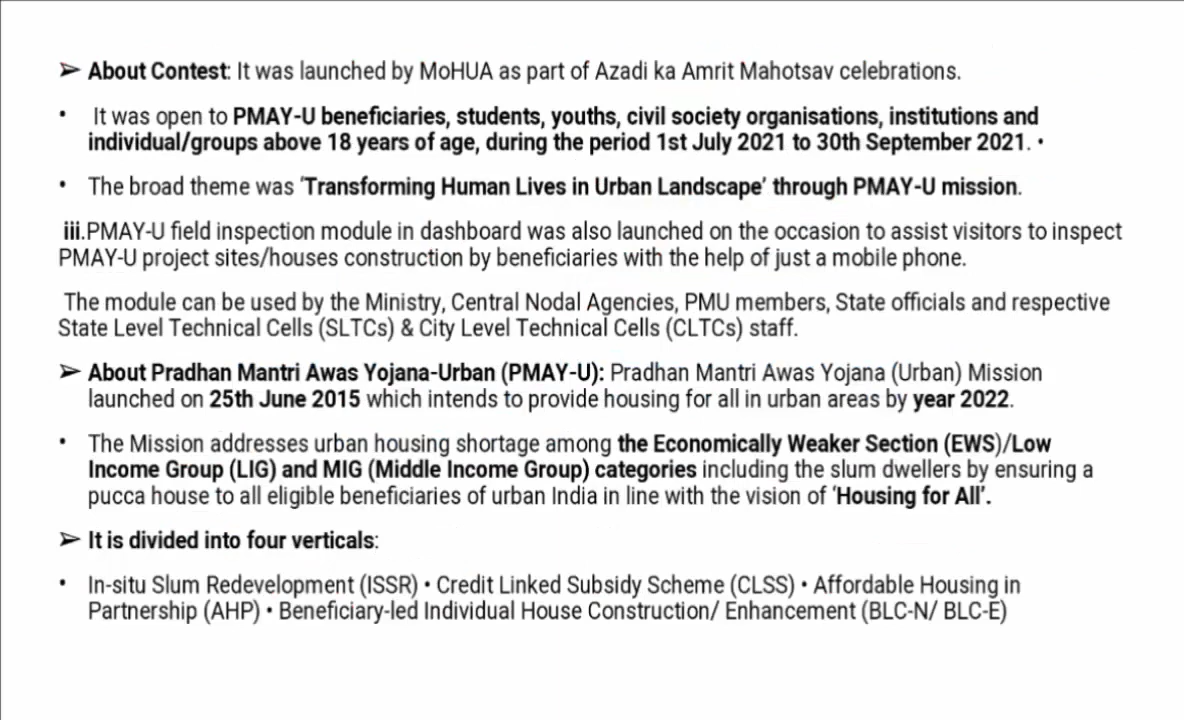 ➢ About Contest: It was launched by MoHUA as part of Azadi ka Amrit Mahotsav celebrations.
• It was open to PMAY-U beneficiaries, students, youths, civil society organisations, institutions and
individual/groups above 18 years of age, during the period 1st July 2021 to 30th September 2021. •
• The broad theme was 'Transforming Human Lives in Urban Landscape' through PMAY-U mission.
iii.PMAY-U field inspection module in dashboard was also launched on the occasion to assist visitors to inspect
PMAY-U project sites/houses construction by beneficiaries with the help of just a mobile phone.
The module can be used by the Ministry, Central Nodal Agencies, PMU members, State officials and respective
State Level Technical Cells (SLTCs) & City Level Technical Cells (CLTCs) staff.
➢ About Pradhan Mantri Awas Yojana-Urban (PMAY-U): Pradhan Mantri Awas Yojana (Urban) Mission
launched on 25th June 2015 which intends to provide housing for all in urban areas by year 2022.
• The Mission addresses urban housing shortage among the Economically Weaker Section (EWS)/Low
Income Group (LIG) and MIG (Middle Income Group) categories including the slum dwellers by ensuring a
pucca house to all eligible beneficiaries of urban India in line with the vision of 'Housing for All'.
➢ It is divided into four verticals:
• In-situ Slum Redevelopment (ISSR) • Credit Linked Subsidy Scheme (CLSS) • Affordable Housing in
Partnership (AHP) • Beneficiary-led Individual House Construction/ Enhancement (BLC-N/ BLC-E)